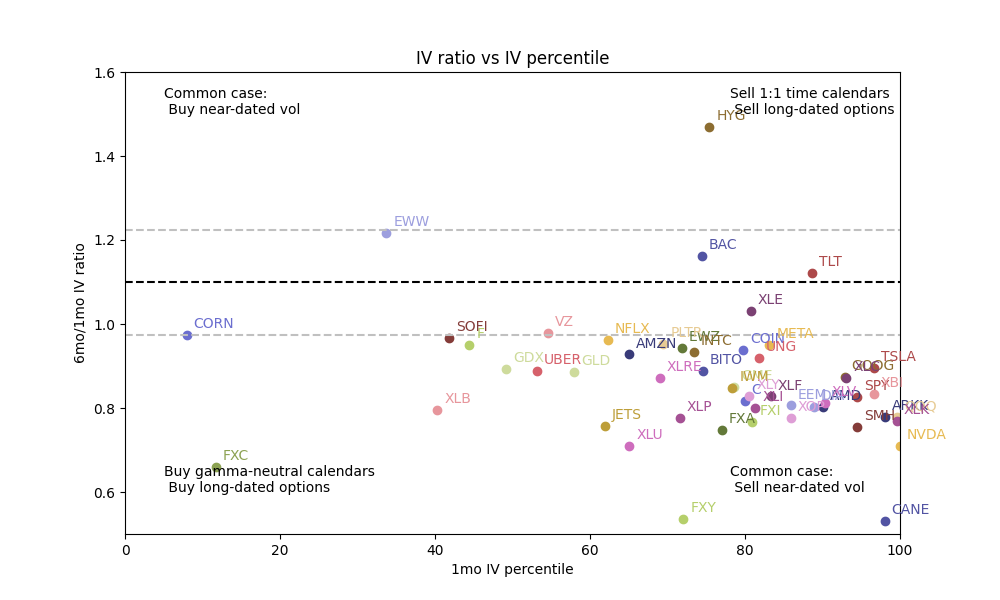 IV ratio vs IV percentile
1.6
Common case:
Buy near-dated vol
Sell 1:1 time calendars
Sell long-dated options
HYG
1.4
EWW
1.2
BAC
TLT
XLE
6mo/1mo IV ratio
1.0
CORN
SOFI
F
VZ
NFLX
PLTR
EWZ
INTC
COIN
META
AMZN
UNG
GDX
UBER
GLD
XLRE
BITO
TSLA
GOOG
IWM
XLY
XLF
EEM
AMD
XLV
SPY
XBI
0.8
XLB
XLI
JETS
XLP
FXA
FXI
SMH
ARKK
XLK
XLU
NVDA
FXC
Buy gamma-neutral calendars
Buy long-dated options
Common case:
Sell near-dated vol
0.6
FXY
CANE
0
20
40
60
80
100
1mo IV percentile